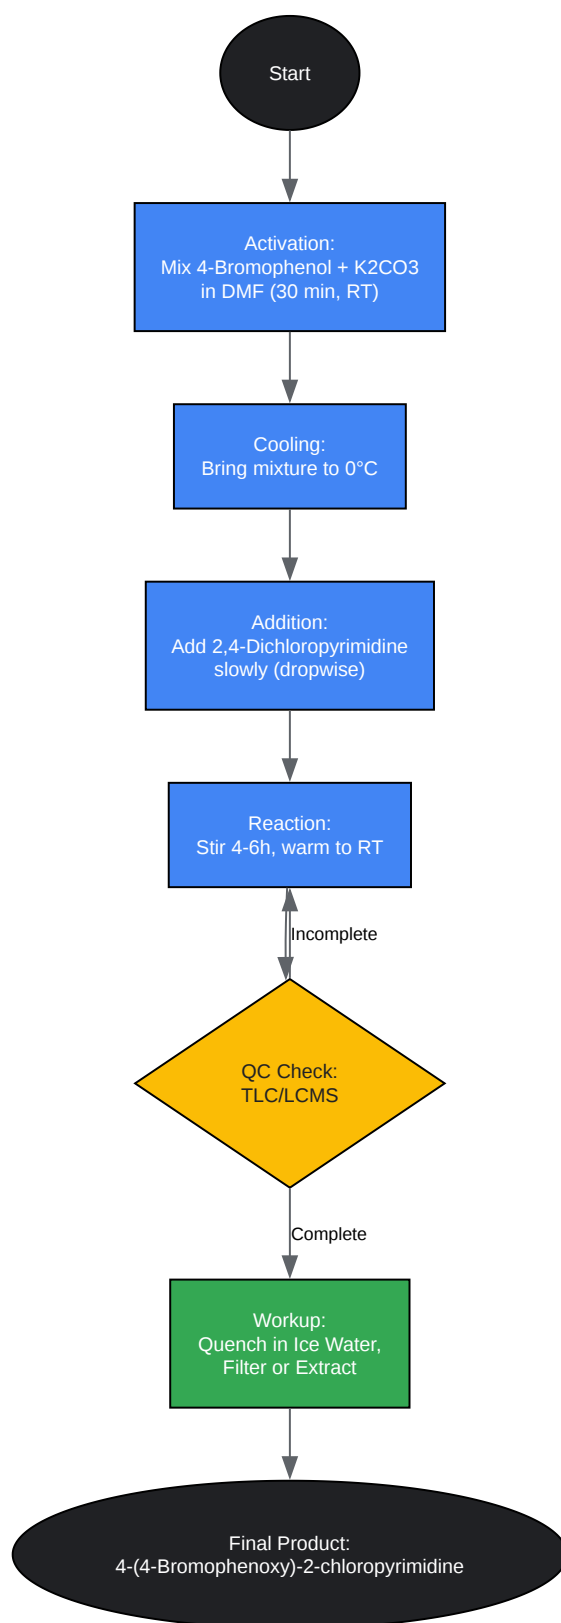 Start
Activation:
Mix 4-Bromophenol + K2CO3
in DMF (30 min, RT)
Cooling:
Bring mixture to 0°C
Addition:
Add 2,4-Dichloropyrimidine
slowly (dropwise)
Reaction:
Stir 4-6h, warm to RT
Incomplete
QC Check:
TLC/LCMS
Complete
Workup:
Quench in Ice Water,
Filter or Extract
Final Product:
4-(4-Bromophenoxy)-2-chloropyrimidine